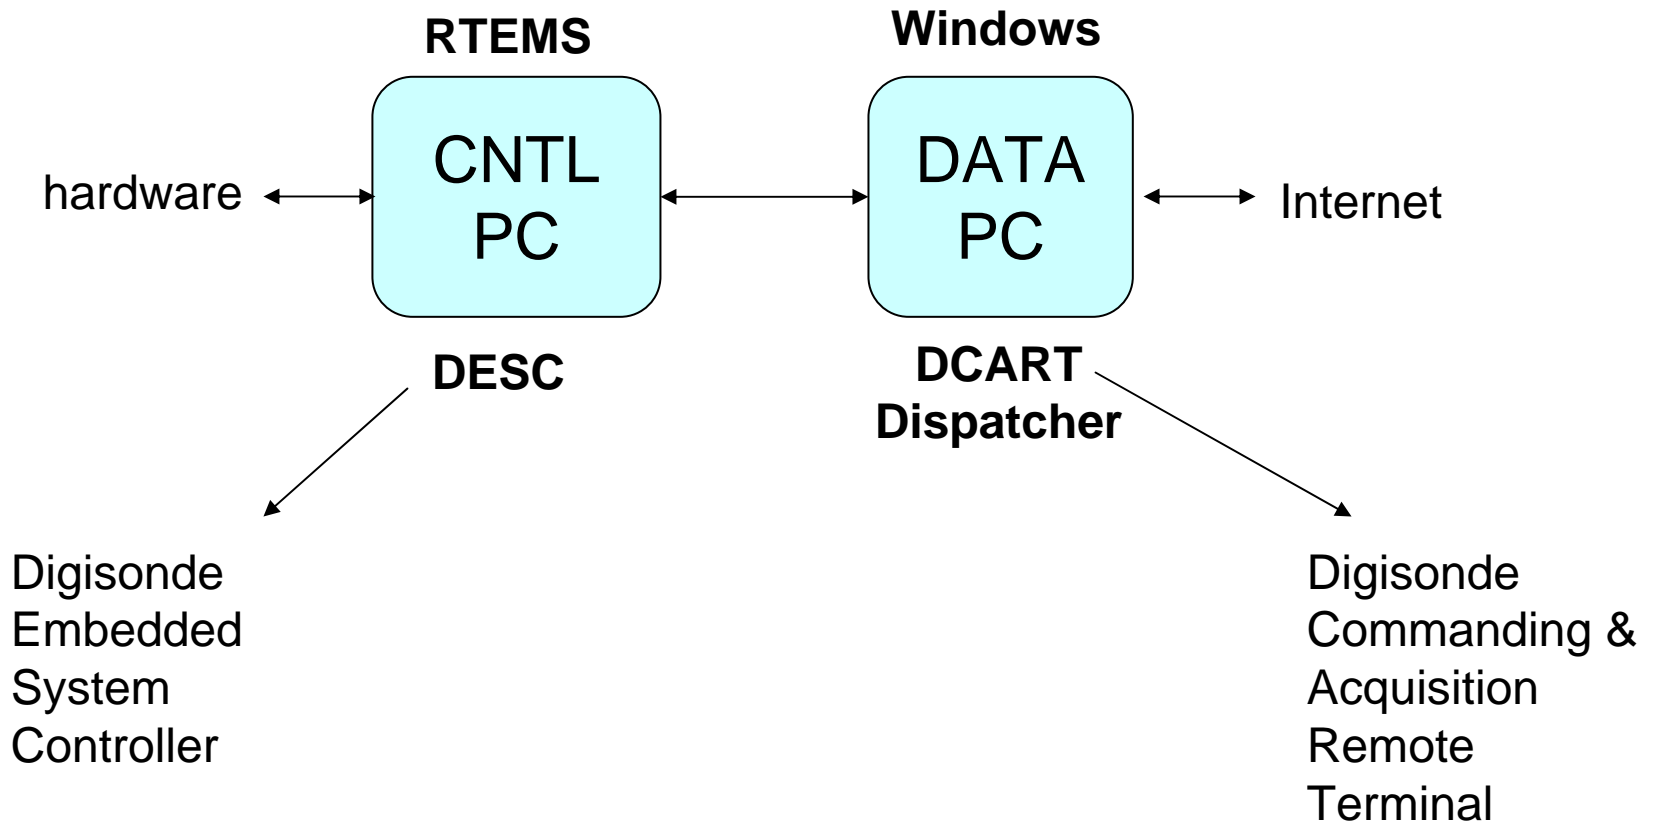 RTEMS
Windows
hardware
CNTL
PC
DATA
PC
Internet
DESC
DCART
Dispatcher
Digisonde
Embedded
System
Controller
Digisonde
Commanding &
Acquisition
Remote
Terminal